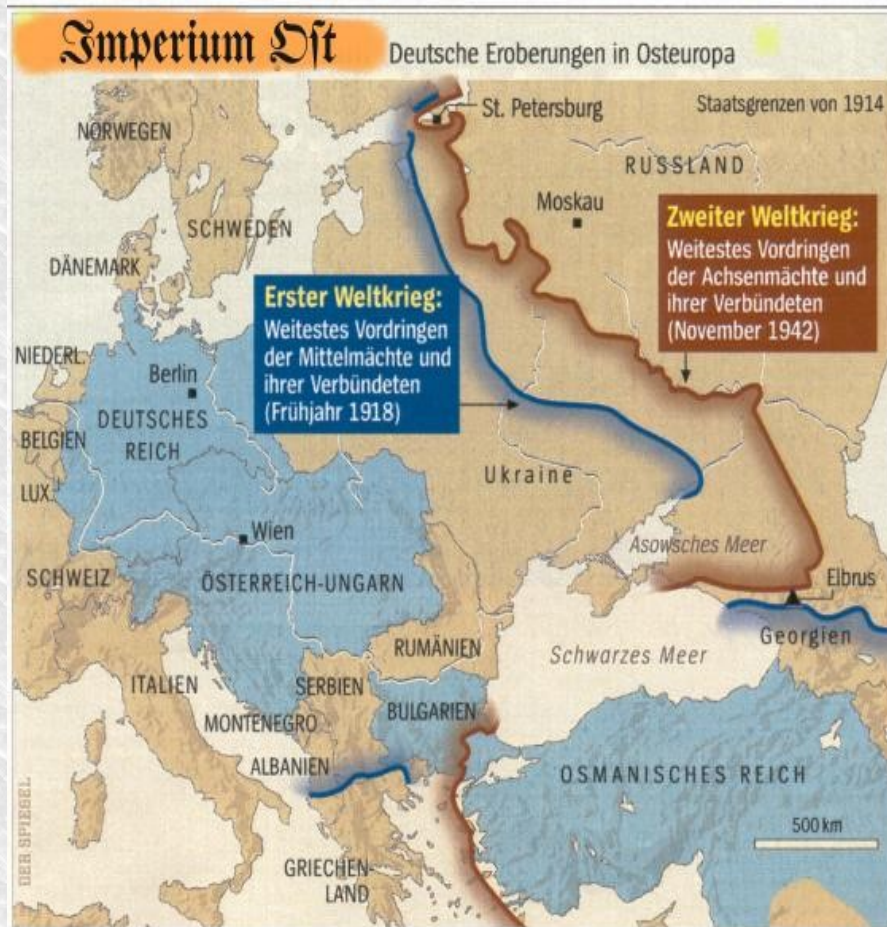 Imperium Ost
Deutsche Eroberungen in Osteuropa
St. Petersburg
Staatsgrenzen von 1914
NORWEGEN
RUSSLAND
Moskau
SCHWEDEN
Zweiter Weltkrieg:
Weitestes Vordringen
der Achsenmächte und
ihrer Verbündeten
(November 1942)
DÄNEMARK
Erster Weltkrieg:
Weitestes Vordringen
der Mittelmächte und
ihrer Verbündeten
(Frühjahr 1918)
NIEDERL.
Berlin
DEUTSCHES
REICH
BELGIEN
LUX.
Ukraine
Wien
Asowsches Meer
SCHWEIZ
ÖSTERREICH-UNGARN
Elbrus
Georgien
RUMÄNIEN
Schwarzes Meer
ITALIEN
SERBIEN
MONTENEGRO
BULGARIEN
ALBANIEN
OSMANISCHES REICH
500 km
GRIECHEN-
LAND
DER SPIEGEL